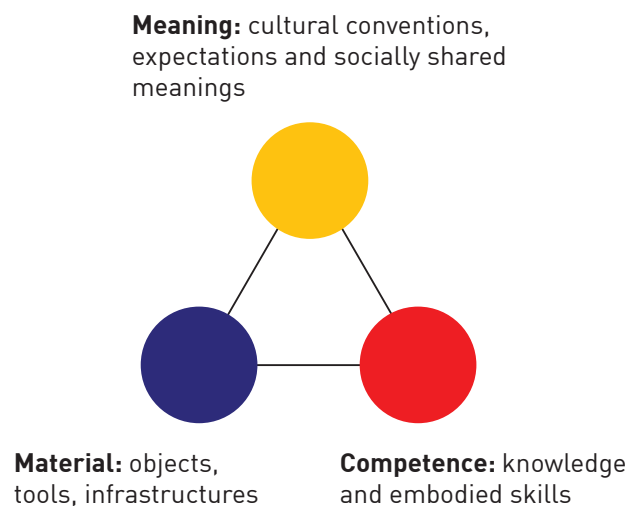 Meaning: cultural conventions,
expectations and socially shared
meanings
Material: objects,
tools, infrastructures
Competence: knowledge
and embodied skills